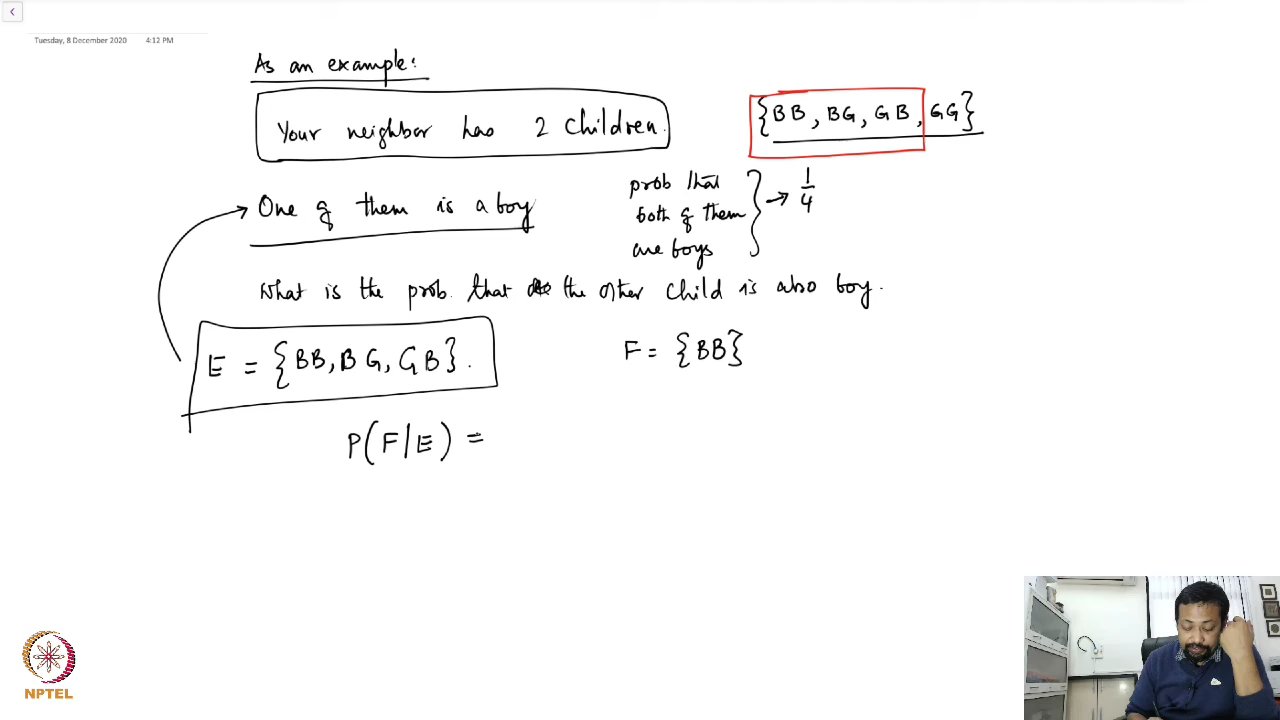 Tuesday, 8 December 2020 4:12 PM
As an example:
Your neighbor has 2 children.
{BB, BG, GB, GG}
One of them is a boy
prob that
both of them
are boys
→ 1/4
What is the prob. that the other child is also boy.
E = {BB, BG, GB}.
F = {BB}
P(F/E) =
NPTEL